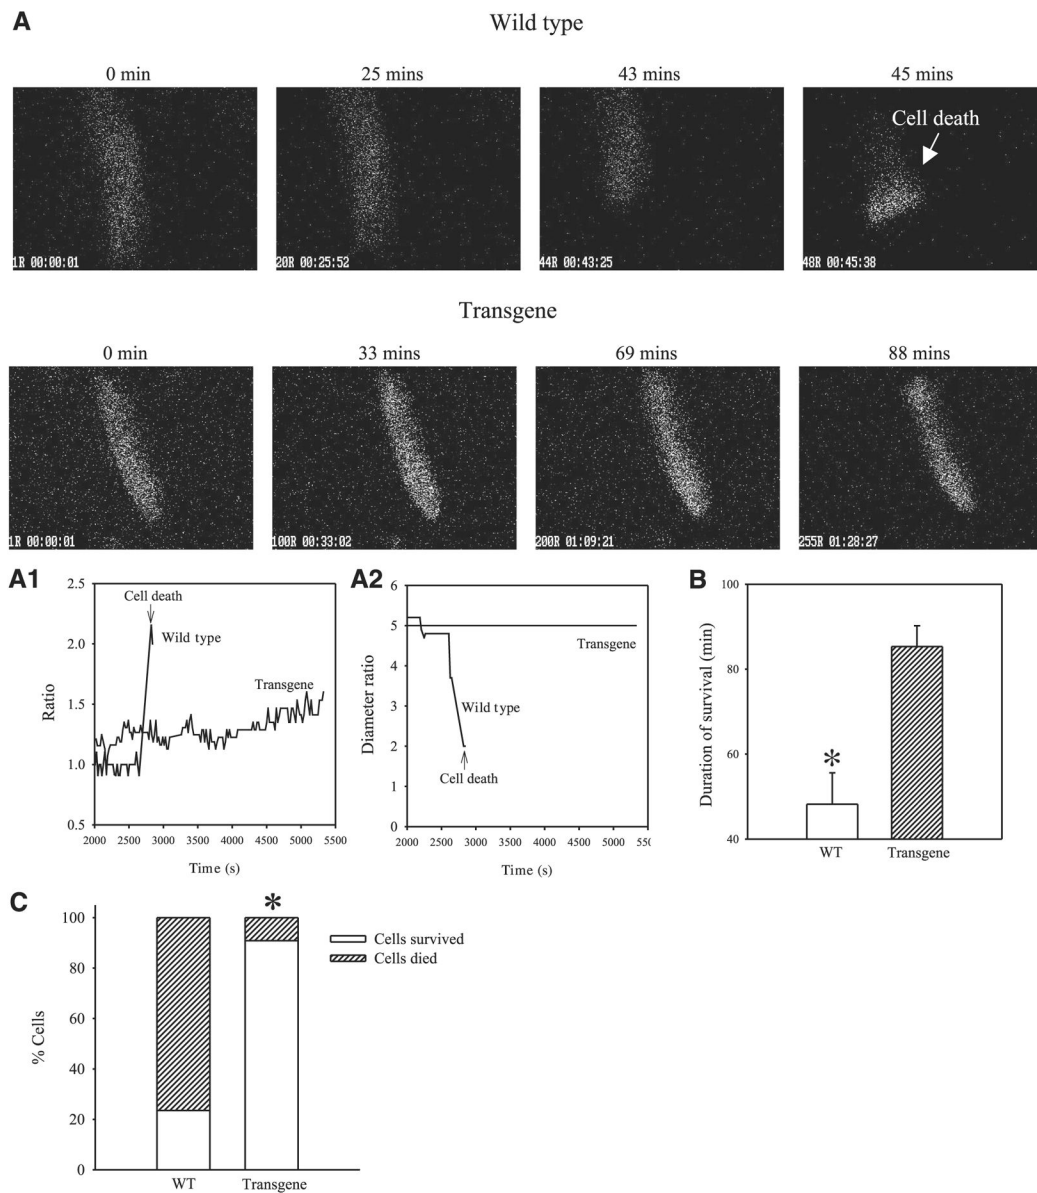 A
Wild type
0 min 25 mins 43 mins 45 mins
Cell death
1R 00:00:01 20R 00:25:52 44R 00:43:25 48R 00:45:38
Transgene
0 min 33 mins 69 mins 88 mins
1R 00:00:01 100R 00:33:02 200R 01:09:21 255R 01:28:27
A1
Ratio
2.5
2.0
1.5
1.0
0.5
Cell death
Wild type
Transgene
2000 2500 3000 3500 4000 4500 5000 5500
Time (s)
A2
Diameter ratio
6
5
4
3
2
1
0
Transgene
Wild type
Cell death
2000 2500 3000 3500 4000 4500 5000 5500
Time (s)
B
Duration of survival (min)
100
80
60
40
*
WT Transgene
C
% Cells
100
80
60
40
20
0
*
Cells survived
Cells died
WT Transgene